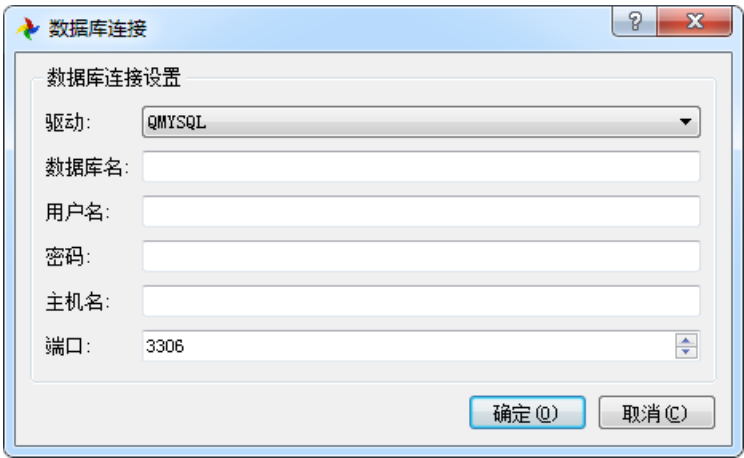 数据库连接
数据库连接设置
驱动: QMYSQL
数据库名:
用户名:
密码:
主机名:
端口: 3306
确定(O) 取消(C)